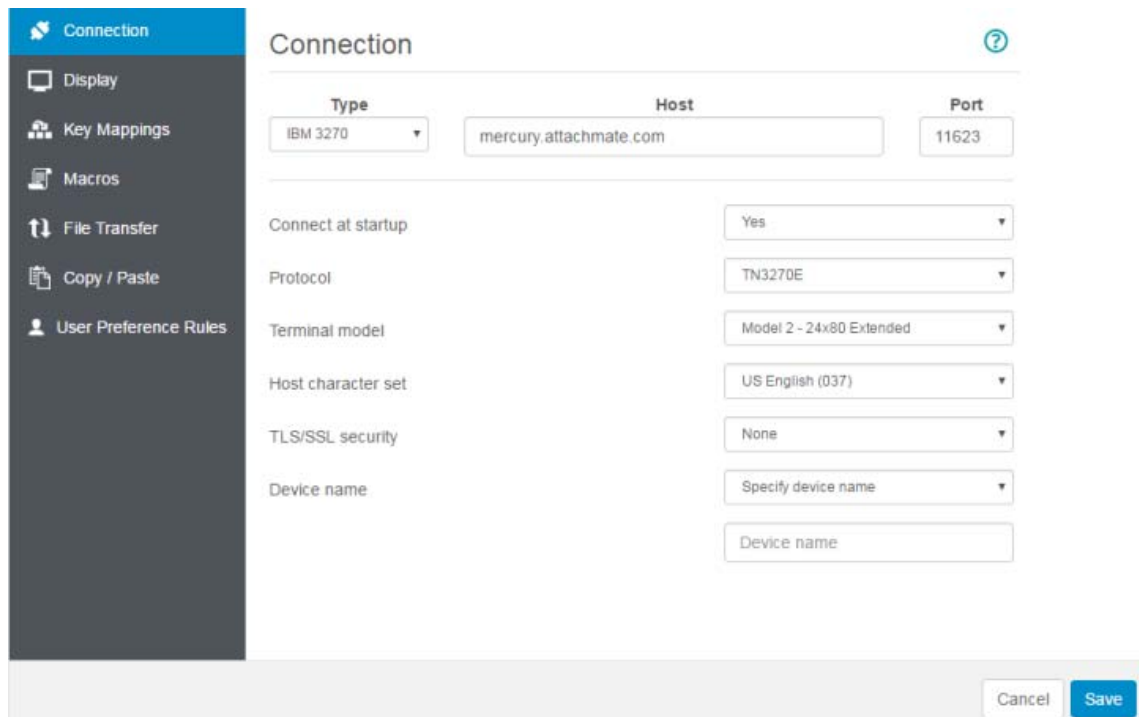 Connection
Display
Key Mappings
Macros
File Transfer
Copy / Paste
User Preference Rules
Connection
Type Host Port
IBM 3270 mercury.attachmate.com 11623
Connect at startup Yes
Protocol TN3270E
Terminal model Model 2 - 24x80 Extended
Host character set US English (037)
TLS/SSL security None
Device name Specify device name
Device name
Cancel Save